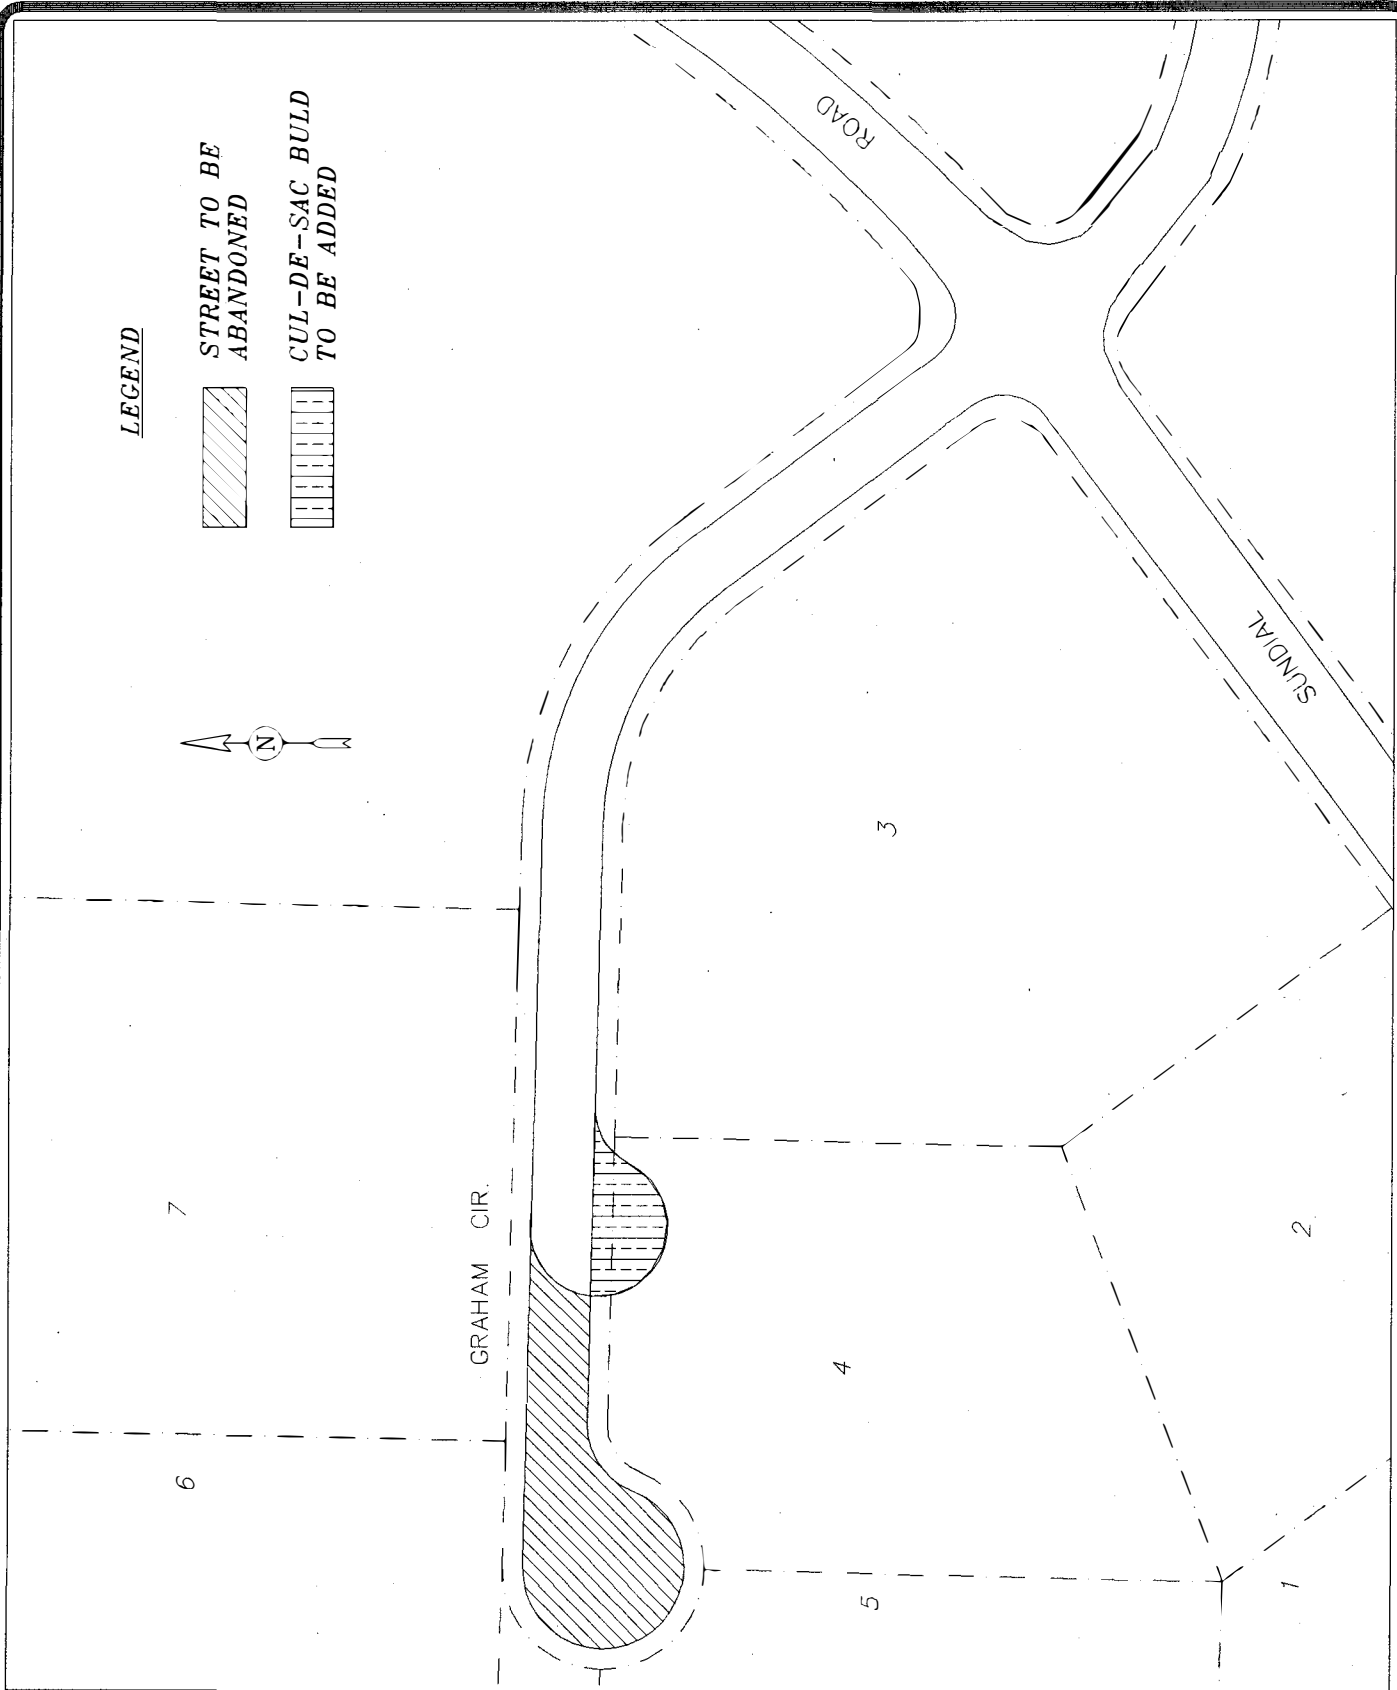 LEGEND
STREET TO BE
ABANDONED
CUL-DE-SAC BULD
TO BE ADDED
N
ROAD
SUNDIAL
GRAHAM CIR.
7
6
3
4
5
2
1